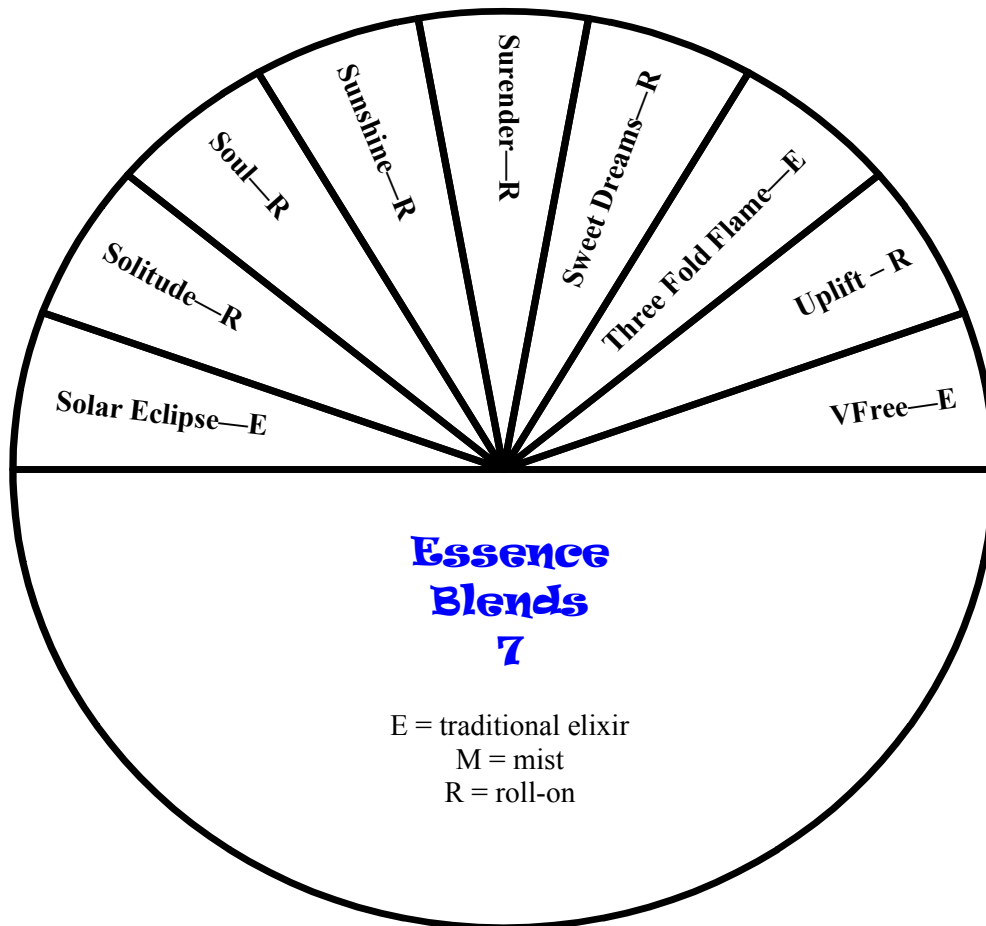 Solar Eclipse—E
Solitude—R
Soul—R
Sunshine—R
Surender—R
Sweet Dreams—R
Three Fold Flame—E
Uplift – R
VFree—E
Essence
Blends
7
E = traditional elixir
M = mist
R = roll-on